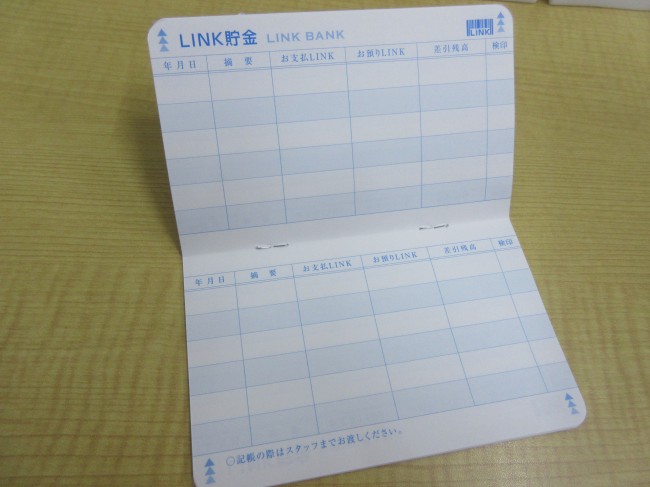 LINK貯金 LINK BANK
LINK
年月日 摘要 お支払LINK お預りLINK 差引残高 検印
年月日 摘要 お支払LINK お預りLINK 差引残高 検印
○記帳の際はスタッフまでお渡しください。